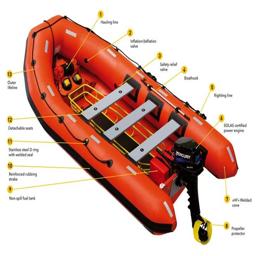 1
Hauling line
2
Inflation/deflation
valve
3
Safety relief
valve
4
Boathook
5
Righting line
6
SOLAS certified
power engine
7
«HF» Welded
cone
8
Propeller
protector
13
Outer
lifeline
12
Detachable seats
11
Stainless steel D-ring
with welded seal
10
Reinforced rubbing
strake
9
Non-spill fuel tank
MERCURY